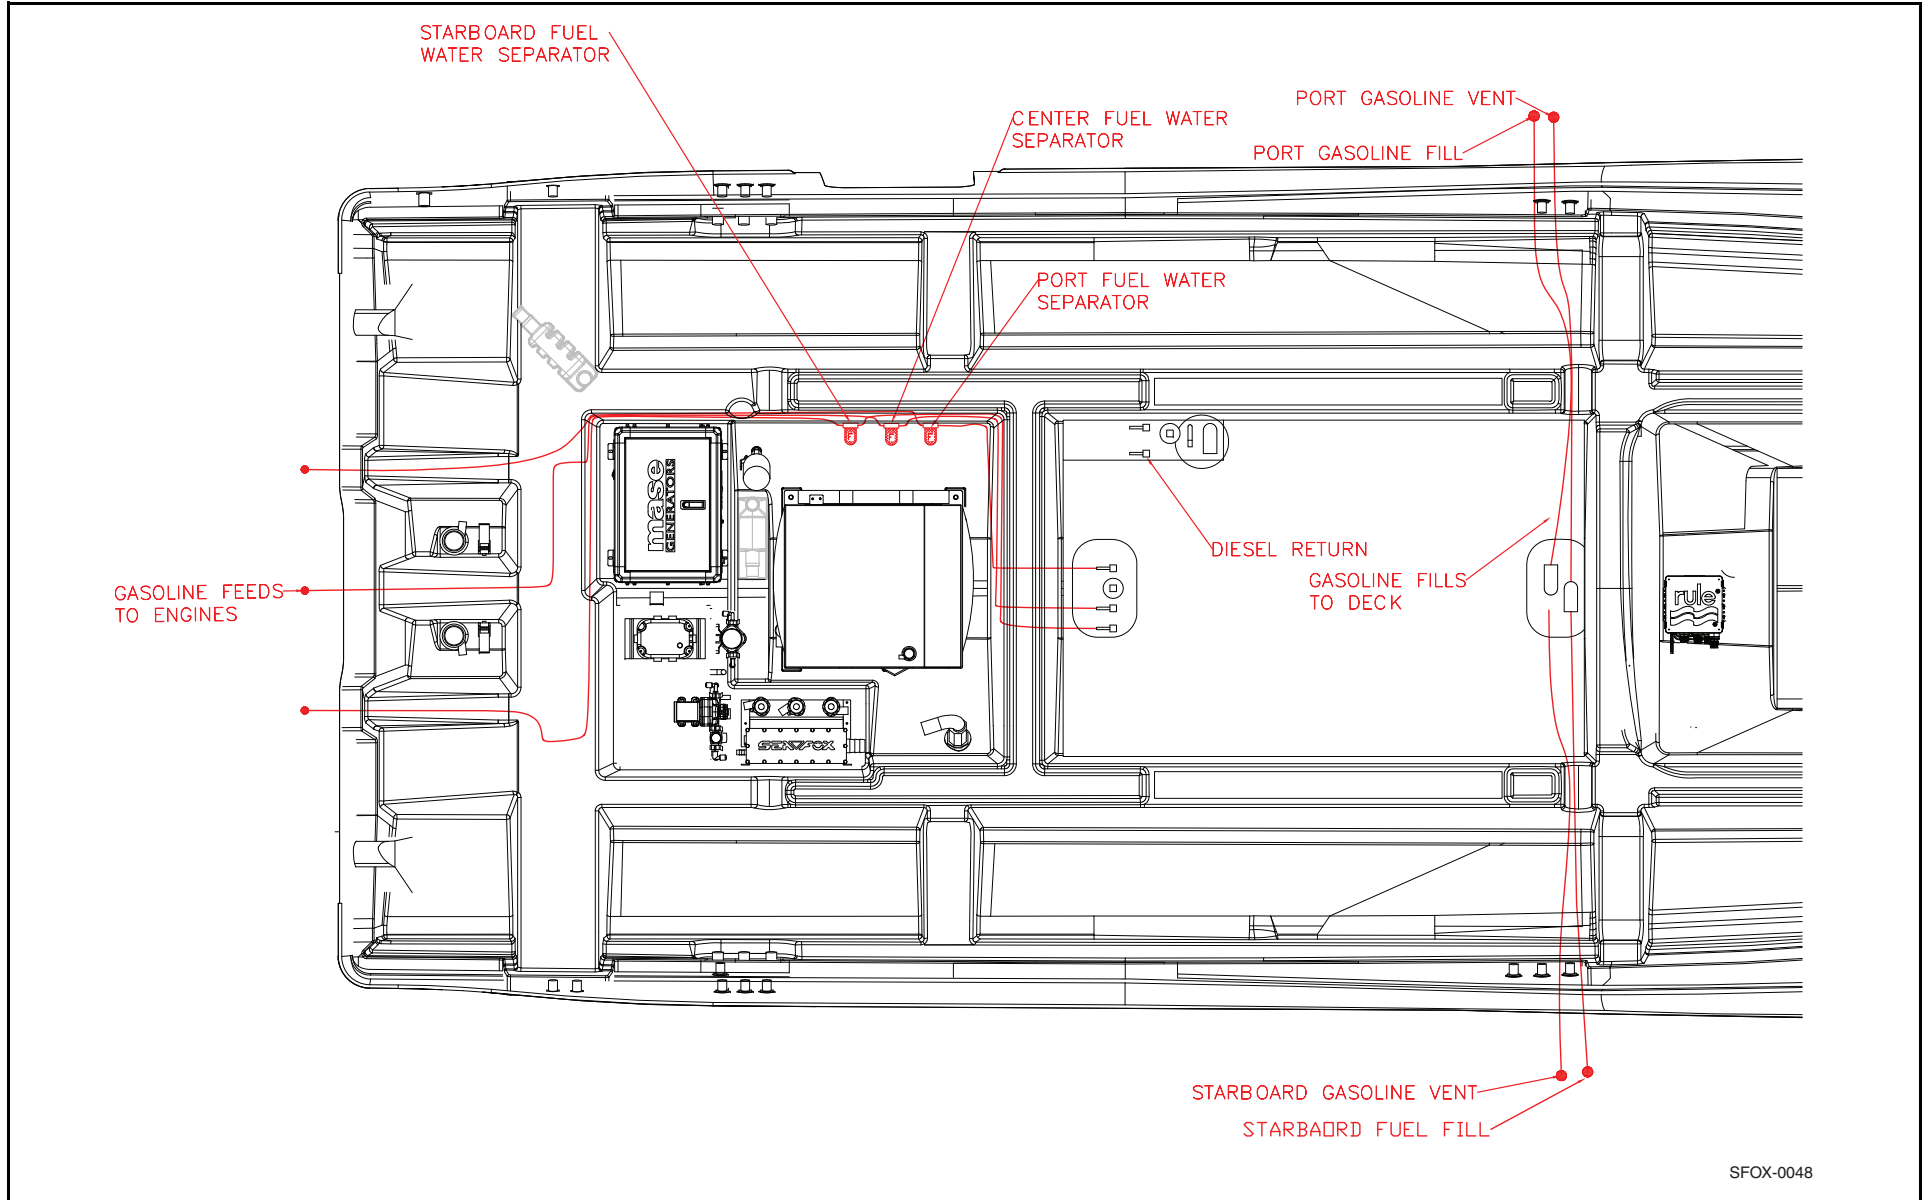 STARBOARD FUEL
WATER SEPARATOR
PORT GASOLINE VENT
CENTER FUEL WATER
SEPARATOR
PORT GASOLINE FILL
PORT FUEL WATER
SEPARATOR
mase
GENERATORS
DIESEL RETURN
GASOLINE FILLS
TO DECK
GASOLINE FEEDS
TO ENGINES
rule
SEAFOX
STARBOARD GASOLINE VENT
STARBAORD FUEL FILL
SFOX-0048